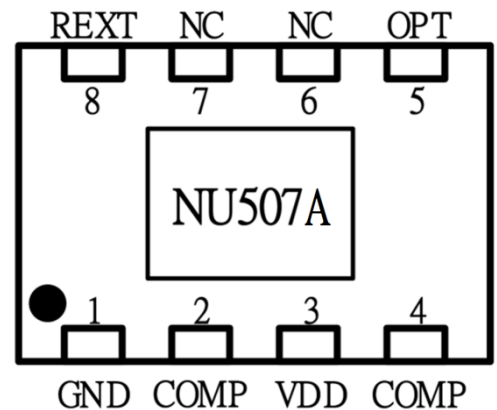 REXT NC NC OPT
8 7 6 5
NU507A
1 2 3 4
GND COMP VDD COMP